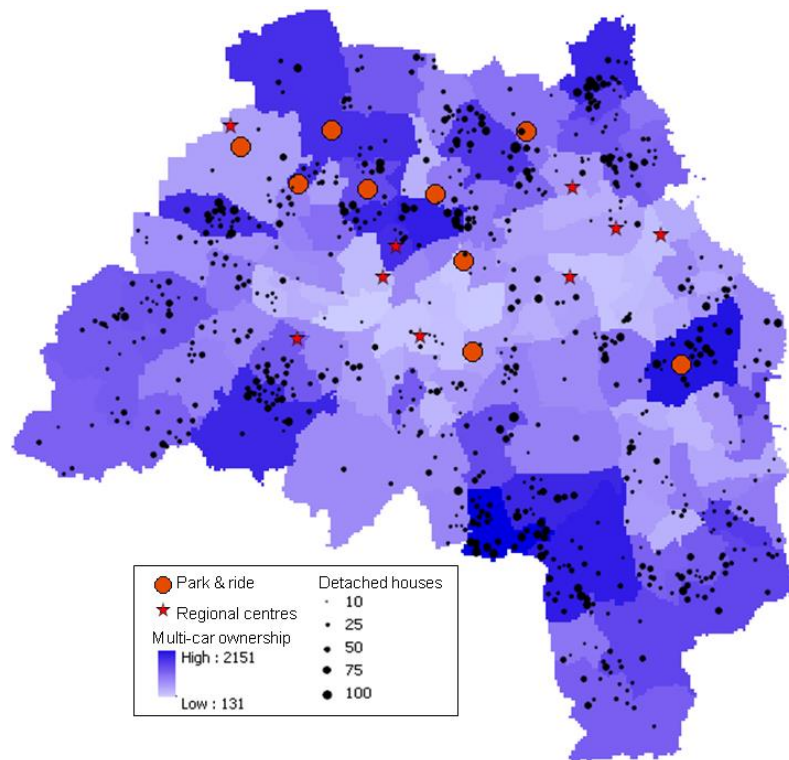 Park & ride
Regional centres
Multi-car ownership
High : 2151
Low : 131
Detached houses
10
25
50
75
100